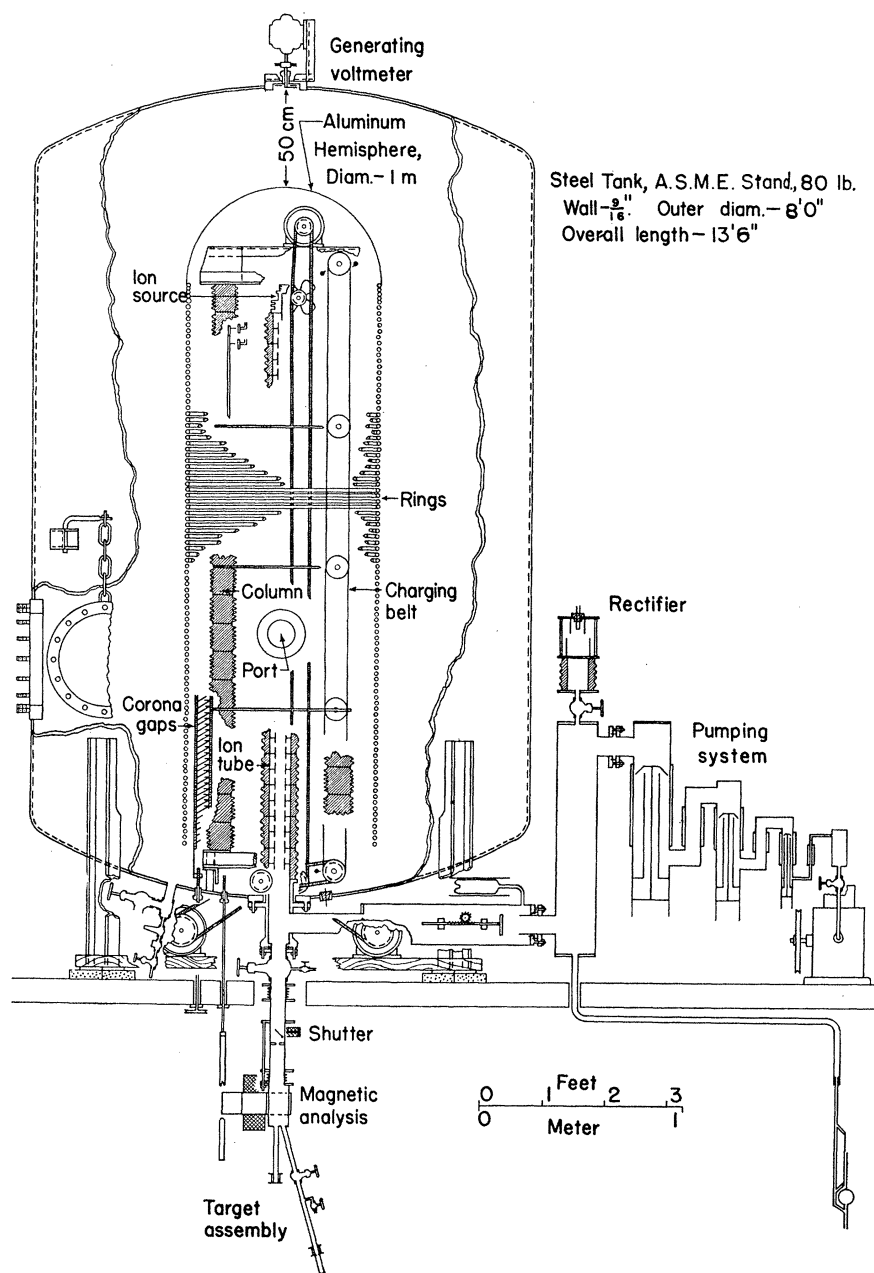 Generating
voltmeter
50 cm
Aluminum
Hemisphere,
Diam.-1 m
Steel Tank, A.S.M.E. Stand., 80 lb.
Wall-9/16". Outer diam.-8'0"
Overall length-13'6"
Ion
source
Rings
Column
Charging
belt
Rectifier
Port
Corona
gaps
Ion
tube
Pumping
system
Shutter
Magnetic
analysis
0 Feet 1 2 3
0 Meter 1
Target
assembly